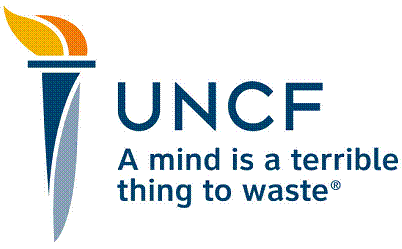 UNCF
A mind is a terrible
thing to waste®